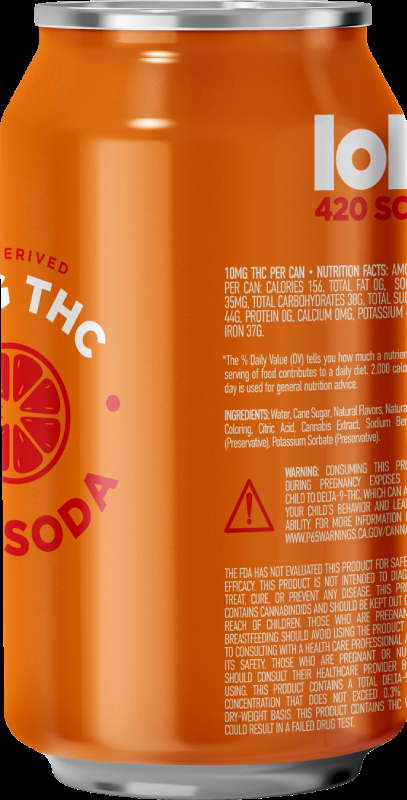 ERIVED
G THC
SODA
lol
420 SO
10MG THC PER CAN • NUTRITION FACTS: AMO
PER CAN: CALORIES 156, TOTAL FAT 0G, SOD
35MG, TOTAL CARBOHYDRATES 38G, TOTAL SUG
44G, PROTEIN 0G, CALCIUM 0MG, POTASSIUM
IRON 37G.
*The % Daily Value (DV) tells you how much a nutrien
serving of food contributes to a daily diet. 2,000 calo
day is used for general nutrition advice.
INGREDIENTS: Water, Cane Sugar, Natural Flavors, Natura
Coloring, Citric Acid, Cannabis Extract, Sodium Ben
(Preservative), Potassium Sorbate (Preservative).
WARNING: CONSUMING THIS PRO
DURING PREGNANCY EXPOSES
CHILD TO DELTA-9-THC, WHICH CAN A
YOUR CHILD'S BEHAVIOR AND LEAR
ABILITY. FOR MORE INFORMATION
WWW.P65WARNINGS.CA.GOV/CANNA
THE FDA HAS NOT EVALUATED THIS PRODUCT FOR SAFE
EFFICACY. THIS PRODUCT IS NOT INTENDED TO DIAG
TREAT, CURE, OR PREVENT ANY DISEASE. THIS PRO
CONTAINS CANNABINOIDS AND SHOULD BE KEPT OUT O
REACH OF CHILDREN. THOSE WHO ARE PREGNAN
BREASTFEEDING SHOULD AVOID USING THE PRODUCT
TO CONSULTING WITH A HEALTH CARE PROFESSIONAL A
ITS SAFETY. THOSE WHO ARE PREGNANT OR NU
SHOULD CONSULT THEIR HEALTHCARE PROVIDER B
USING. THIS PRODUCT CONTAINS A TOTAL DELTA-
CONCENTRATION THAT DOES NOT EXCEED 0.3%
DRY-WEIGHT BASIS. THIS PRODUCT CONTAINS THC W
COULD RESULT IN A FAILED DRUG TEST.